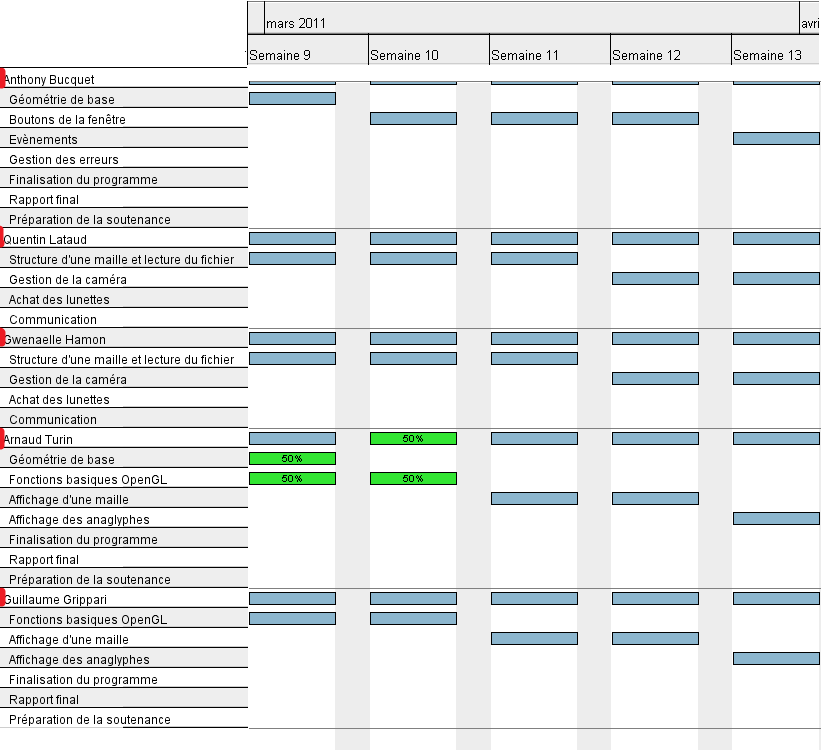 mars 2011
avri
Semaine 9
Semaine 10
Semaine 11
Semaine 12
Semaine 13
Anthony Bucquet
Géométrie de base
Boutons de la fenêtre
Evènements
Gestion des erreurs
Finalisation du programme
Rapport final
Préparation de la soutenance
Quentin Lataud
Structure d'une maille et lecture du fichier
Gestion de la caméra
Achat des lunettes
Communication
Gwenaelle Hamon
Structure d'une maille et lecture du fichier
Gestion de la caméra
Achat des lunettes
Communication
Arnaud Turin 50%
Géométrie de base 50%
Fonctions basiques OpenGL 50% 50%
Affichage d'une maille
Affichage des anaglyphes
Finalisation du programme
Rapport final
Préparation de la soutenance
Guillaume Grippari
Fonctions basiques OpenGL
Affichage d'une maille
Affichage des anaglyphes
Finalisation du programme
Rapport final
Préparation de la soutenance